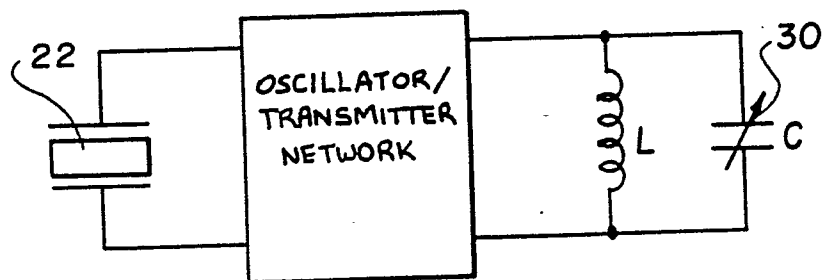 22
OSCILLATOR/
TRANSMITTER
NETWORK
L
30
C